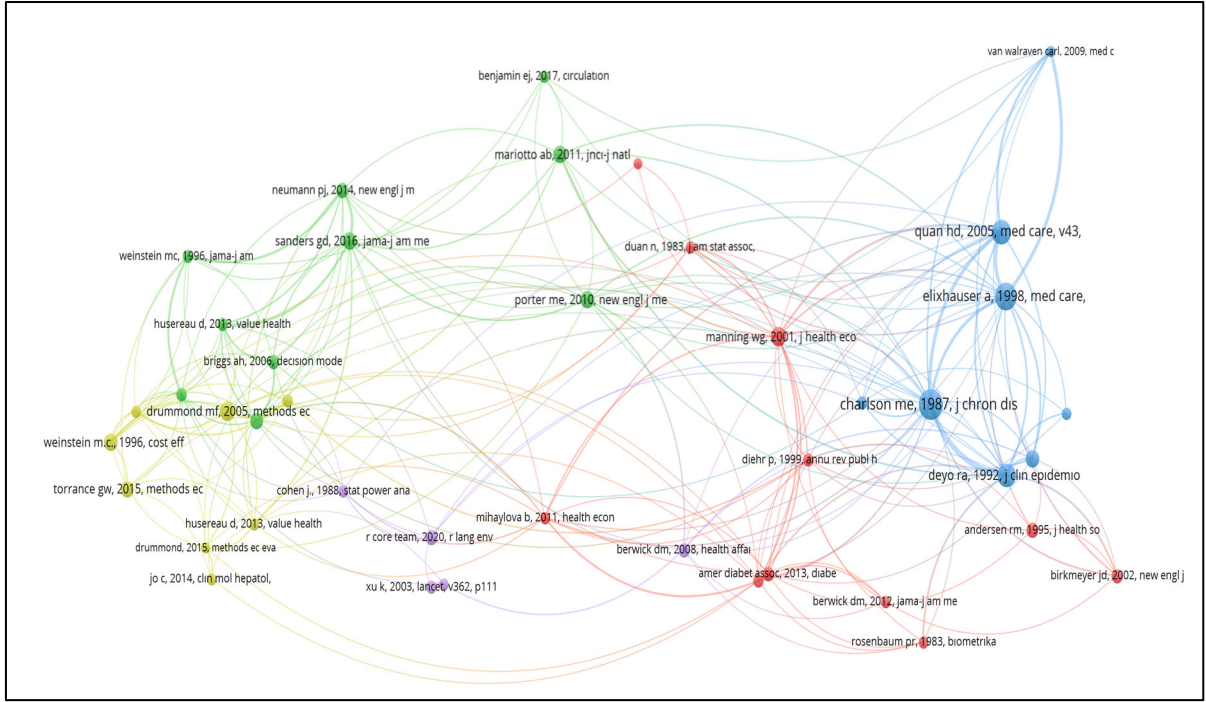 van walraven carl, 2009, med c
benjamin ej, 2017, circulation
mariotto ab, 2011, jnci-j natl
neumann pj, 2014, new engl j m
quan hd, 2005, med care, v43,
sanders gd, 2016, jama-j am me
duan n, 1983, j am stat assoc,
weinstein mc, 1996, jama-j am
elixhauser a, 1998, med care,
porter me, 2010, new engl j me
husereau d, 2013, value health
manning wg, 2001, j health eco
briggs ah, 2006, decision mode
charlson me, 1987, j chron dis
drummond mf, 2005, methods ec
weinstein m.c., 1996, cost eff
diehr p, 1999, annu rev publ h
deyo ra, 1992, j clin epidemio
torrance gw, 2015, methods ec
cohen j., 1988, stat power ana
mihaylova b, 2011, health econ
husereau d, 2013, value health
andersen rm, 1995, j health so
r core team, 2020, r lang env
drummond, 2015, methods ec eva
berwick dm, 2008, health affai
amer diabet assoc, 2013, diabe
birkmeyer jd, 2002, new engl j
jo c, 2014, clin mol hepatol,
xu k, 2003, lancet, v362, p111
berwick dm, 2012, jama-j am me
rosenbaum pr, 1983, biometrika